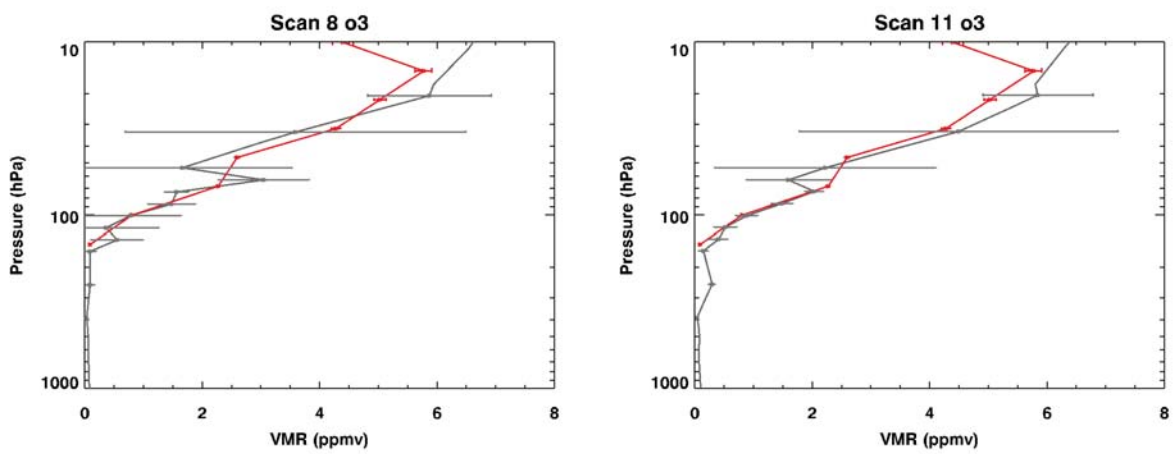 Scan 8 o3
10
100
1000
Pressure (hPa)
0 2 4 6 8
VMR (ppmv)
Scan 11 o3
10
100
1000
Pressure (hPa)
0 2 4 6 8
VMR (ppmv)